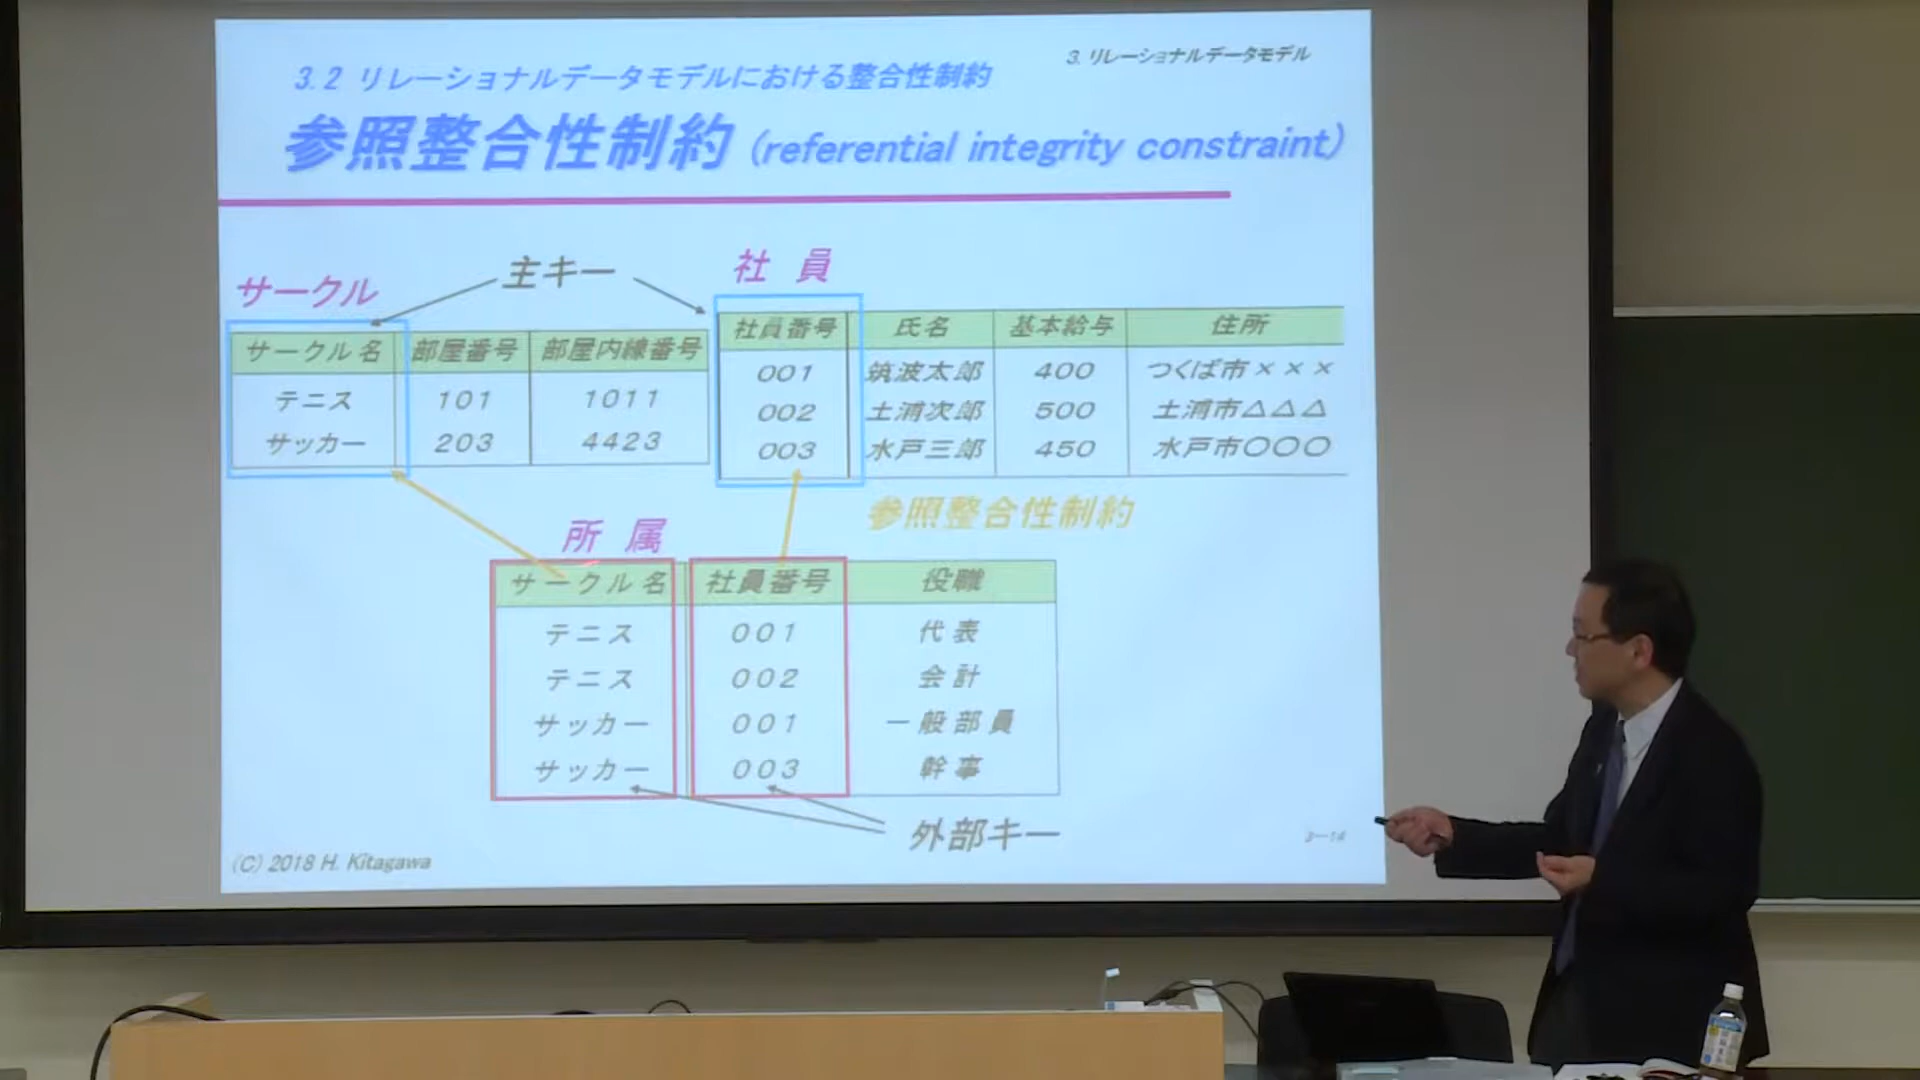 3. リレーショナルデータモデル
3.2 リレーショナルデータモデルにおける整合性制約
参照整合性制約 (referential integrity constraint)
主キー
サークル
サークル名 部屋番号 部屋内線番号
テニス 101 1011
サッカー 203 4423
社 員
社員番号 氏名 基本給与 住所
001 筑波太郎 400 つくば市×××
002 土浦次郎 500 土浦市△△△
003 水戸三郎 450 水戸市○○○
参照整合性制約
所 属
サークル名 社員番号 役職
テニス 001 代表
テニス 002 会計
サッカー 001 一般部員
サッカー 003 幹事
外部キー
(C) 2018 H. Kitagawa